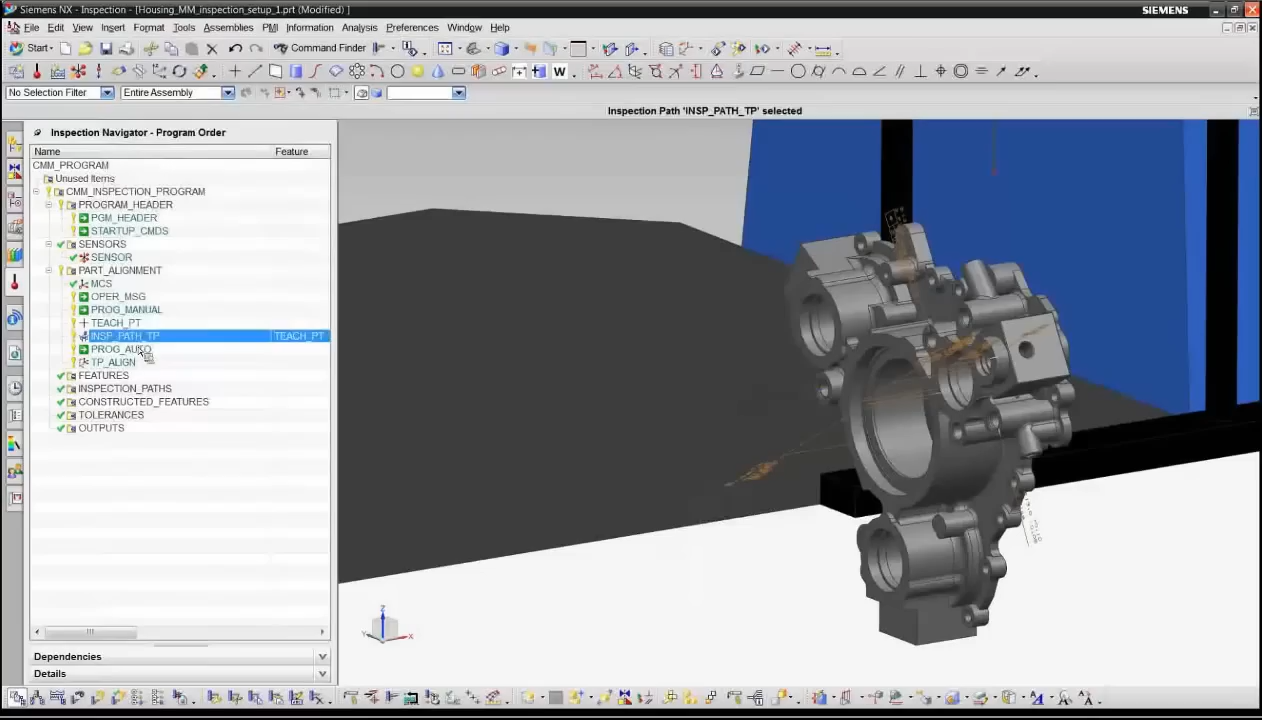 Siemens NX - Inspection - [Housing_MM_inspection_setup_1.prt (Modified) ]
SIEMENS
File Edit View Insert Format Tools Assemblies PMI Information Analysis Preferences Window Help
Start Command Finder
W
No Selection Filter Entire Assembly
Inspection Path 'INSP_PATH_TP' selected
Inspection Navigator - Program Order
Name Feature
CMM_PROGRAM
Unused Items
CMM_INSPECTION_PROGRAM
PROGRAM_HEADER
PGM_HEADER
STARTUP_CMDS
SENSORS
SENSOR
PART_ALIGNMENT
MCS
OPER_MSG
PROG_MANUAL
TEACH_PT
INSP_PATH_TP TEACH_PT
PROG_AUTO
TP_ALIGN
FEATURES
INSPECTION_PATHS
CONSTRUCTED_FEATURES
TOLERANCES
OUTPUTS
Z
Y X
Dependencies
Details